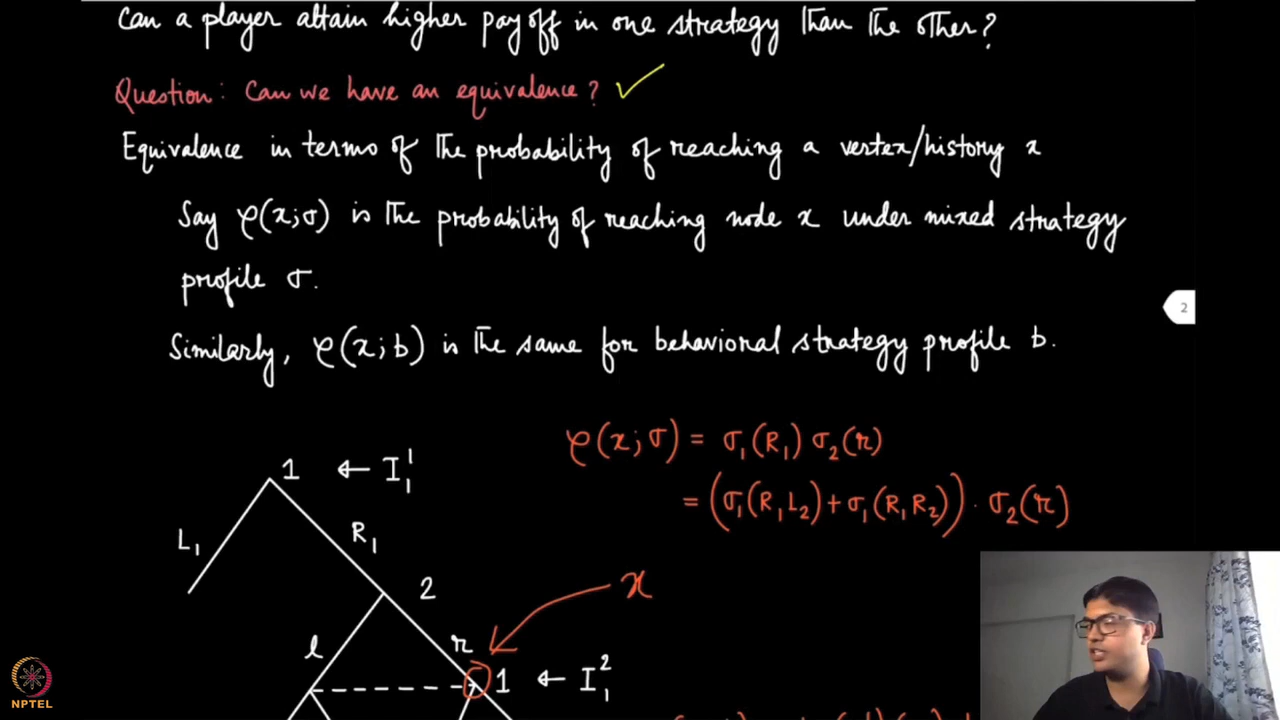 Can a player attain higher payoff in one strategy than the other?
Question: Can we have an equivalence? ✓
Equivalence in terms of the probability of reaching a vertex/history x
Say ρ(x;σ) is the probability of reaching node x under mixed strategy
profile σ.
2
Similarly, ρ(x;b) is the same for behavioral strategy profile b.
ρ(x;σ) = σ₁(R₁) σ₂(r)
1 ← I₁¹
= (σ₁(R₁L₂) + σ₁(R₁R₂)) · σ₂(r)
L₁ R₁
2
x
l r
1 ← I₁²
NPTEL